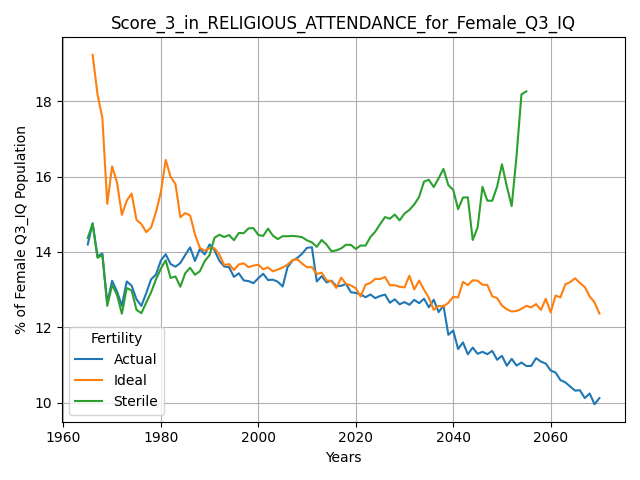 Score_3_in_RELIGIOUS_ATTENDANCE_for_Female_Q3_IQ
% of Female Q3_IQ Population
18
16
14
12
10
Fertility
Actual
Ideal
Sterile
1960
1980
2000
2020
2040
2060
Years